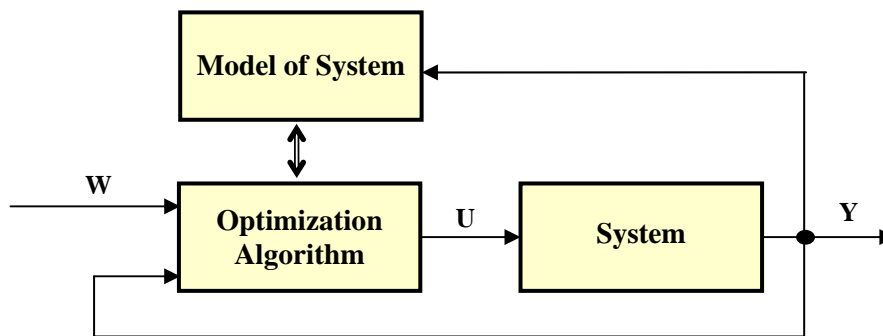 Model of System
W
Optimization
Algorithm
U
System
Y